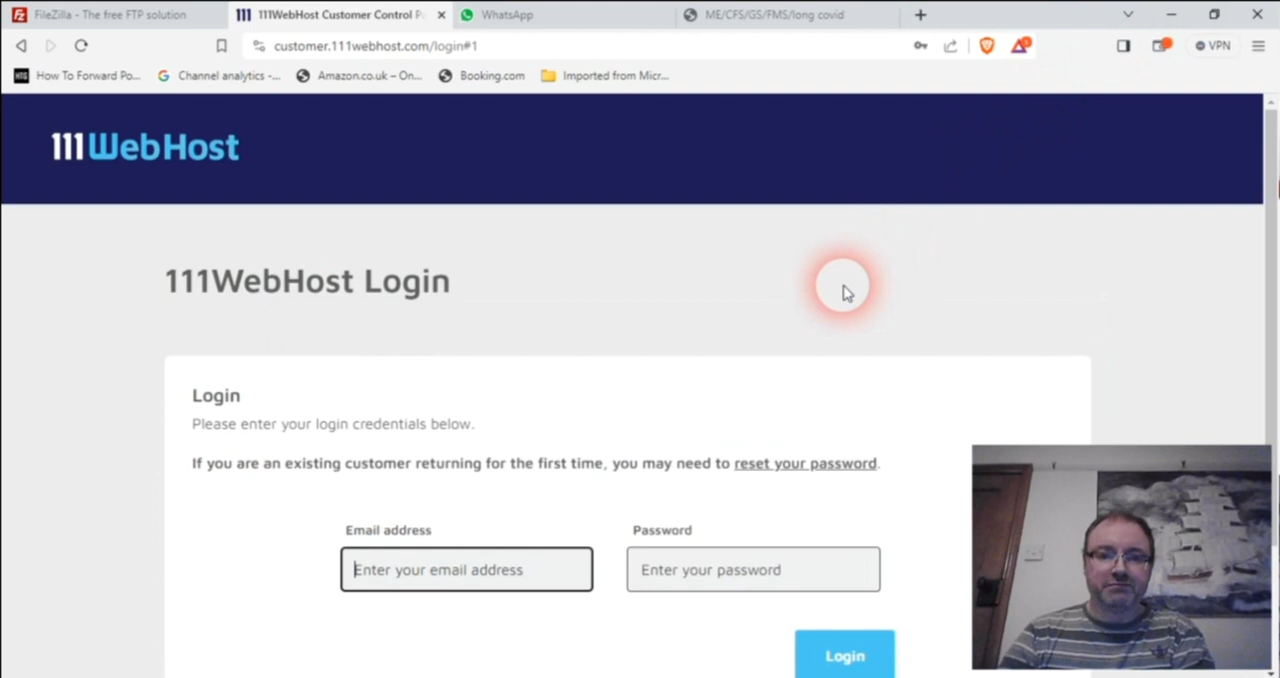 FileZilla - The free FTP solution
111WebHost Customer Control P
WhatsApp
ME/CFS/GS/FMS/long covid
customer.111webhost.com/login#1
VPN
HTG How To Forward Po...
Channel analytics -...
Amazon.co.uk – On...
Booking.com
Imported from Micr...
111WebHost
111WebHost Login
Login
Please enter your login credentials below.
If you are an existing customer returning for the first time, you may need to reset your password.
Email address
Password
Enter your email address
Enter your password
Login